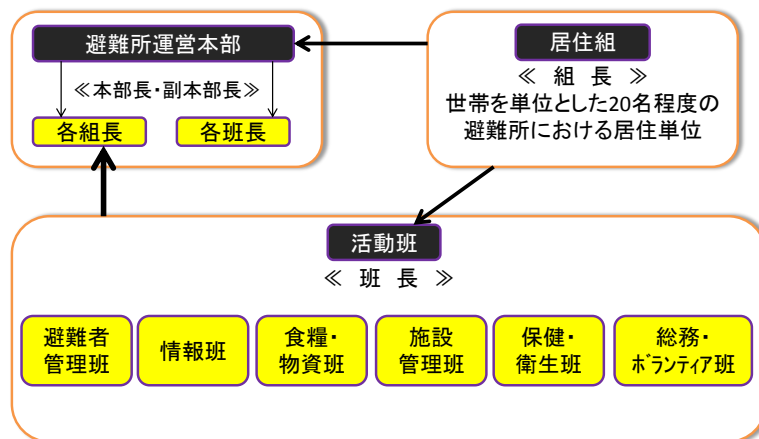 避難所運営本部
≪本部長・副本部長≫
各組長
各班長
居住組
≪ 組 長 ≫
世帯を単位とした20名程度の
避難所における居住単位
活動班
≪ 班 長 ≫
避難者
管理班
情報班
食糧・
物資班
施設
管理班
保健・
衛生班
総務・
ﾎﾞﾗﾝﾃｨｱ班